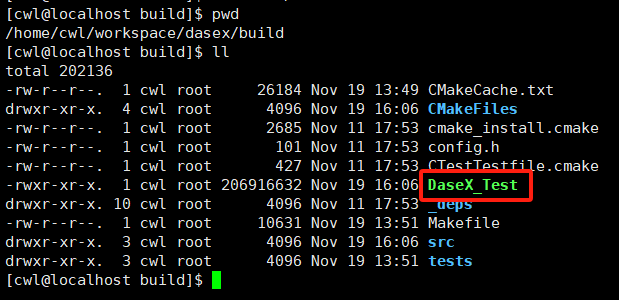 [cwl@localhost build]$ pwd
/home/cwl/workspace/dasex/build
[cwl@localhost build]$ ll
total 202136
-rw-r--r--.  1 cwl root     26184 Nov 19 13:49 CMakeCache.txt
drwxr-xr-x.  4 cwl root      4096 Nov 19 16:06 CMakeFiles
-rw-r--r--.  1 cwl root      2685 Nov 11 17:53 cmake_install.cmake
-rw-r--r--.  1 cwl root       101 Nov 11 17:53 config.h
-rw-r--r--.  1 cwl root       427 Nov 11 17:53 CTestTestfile.cmake
-rwxr-xr-x.  1 cwl root 206916632 Nov 19 16:06 DaseX_Test
drwxr-xr-x. 10 cwl root      4096 Nov 11 17:53 _deps
-rw-r--r--.  1 cwl root     10631 Nov 19 13:51 Makefile
drwxr-xr-x.  3 cwl root      4096 Nov 19 16:06 src
drwxr-xr-x.  3 cwl root      4096 Nov 19 13:51 tests
[cwl@localhost build]$